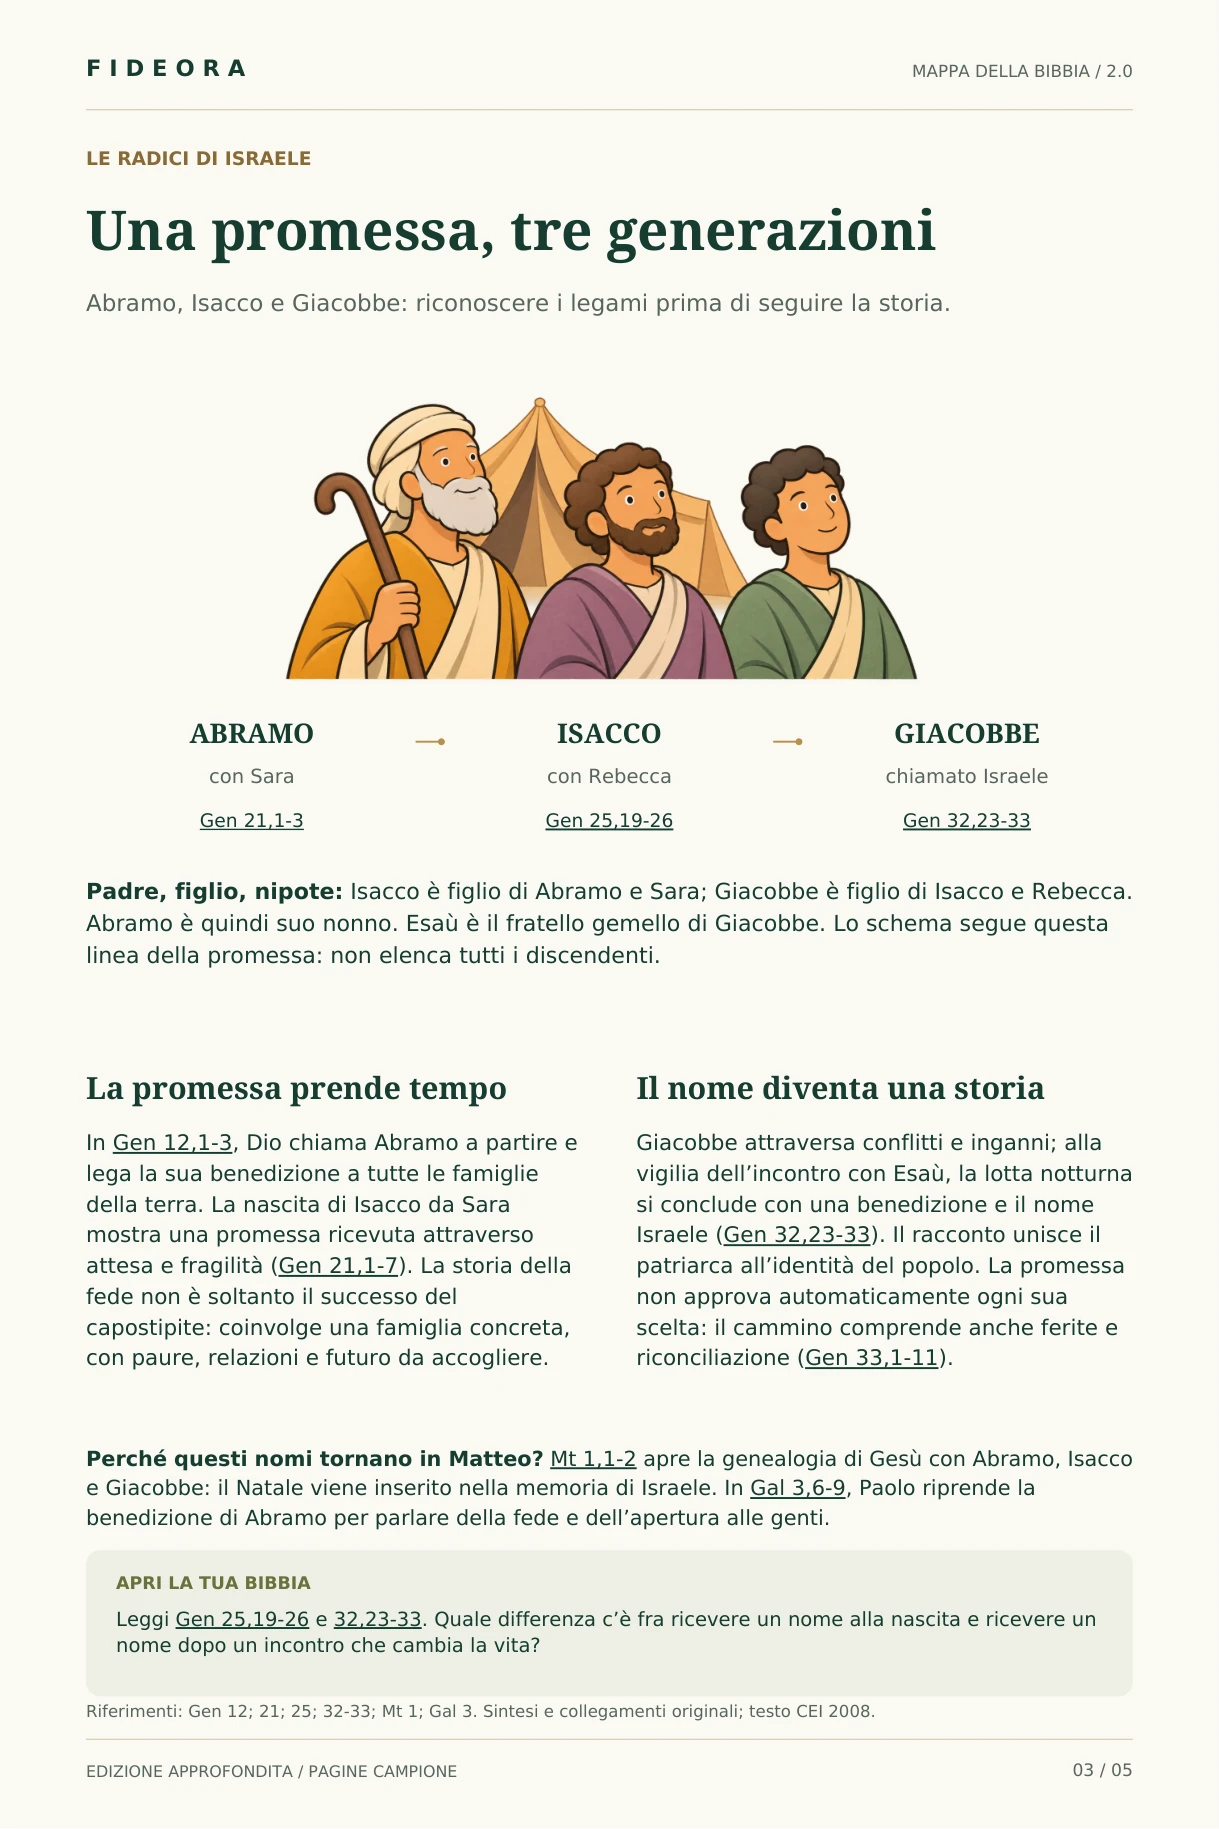 FIDEORA
MAPPA DELLA BIBBIA / 2.0
LE RADICI DI ISRAELE
Una promessa, tre generazioni
Abramo, Isacco e Giacobbe: riconoscere i legami prima di seguire la storia.
ABRAMO
con Sara
Gen 21,1-3
ISACCO
con Rebecca
Gen 25,19-26
GIACOBBE
chiamato Israele
Gen 32,23-33
Padre, figlio, nipote: Isacco è figlio di Abramo e Sara; Giacobbe è figlio di Isacco e Rebecca.
Abramo è quindi suo nonno. Esaù è il fratello gemello di Giacobbe. Lo schema segue questa
linea della promessa: non elenca tutti i discendenti.
La promessa prende tempo
In Gen 12,1-3, Dio chiama Abramo a partire e
lega la sua benedizione a tutte le famiglie
della terra. La nascita di Isacco da Sara
mostra una promessa ricevuta attraverso
attesa e fragilità (Gen 21,1-7). La storia della
fede non è soltanto il successo del
capostipite: coinvolge una famiglia concreta,
con paure, relazioni e futuro da accogliere.
Il nome diventa una storia
Giacobbe attraversa conflitti e inganni; alla
vigilia dell’incontro con Esaù, la lotta notturna
si conclude con una benedizione e il nome
Israele (Gen 32,23-33). Il racconto unisce il
patriarca all’identità del popolo. La promessa
non approva automaticamente ogni sua
scelta: il cammino comprende anche ferite e
riconciliazione (Gen 33,1-11).
Perché questi nomi tornano in Matteo? Mt 1,1-2 apre la genealogia di Gesù con Abramo, Isacco
e Giacobbe: il Natale viene inserito nella memoria di Israele. In Gal 3,6-9, Paolo riprende la
benedizione di Abramo per parlare della fede e dell’apertura alle genti.
APRI LA TUA BIBBIA
Leggi Gen 25,19-26 e 32,23-33. Quale differenza c’è fra ricevere un nome alla nascita e ricevere un
nome dopo un incontro che cambia la vita?
Riferimenti: Gen 12; 21; 25; 32-33; Mt 1; Gal 3. Sintesi e collegamenti originali; testo CEI 2008.
EDIZIONE APPROFONDITA / PAGINE CAMPIONE
03 / 05